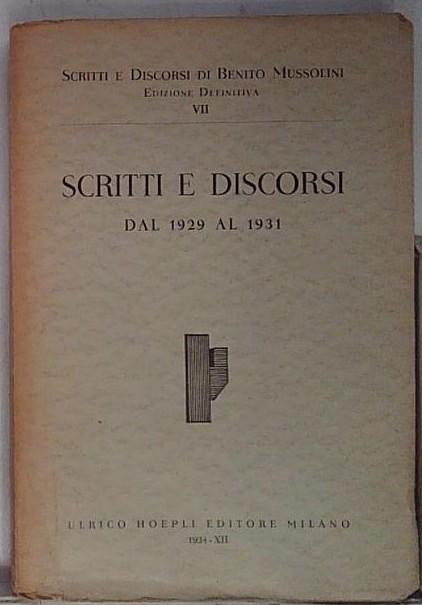 SCRITTI E DISCORSI DI BENITO MUSSOLINI
EDIZIONE DEFINITIVA
VII
SCRITTI E DISCORSI
DAL 1929 AL 1931
ULRICO HOEPLI EDITORE MILANO
1934-XII